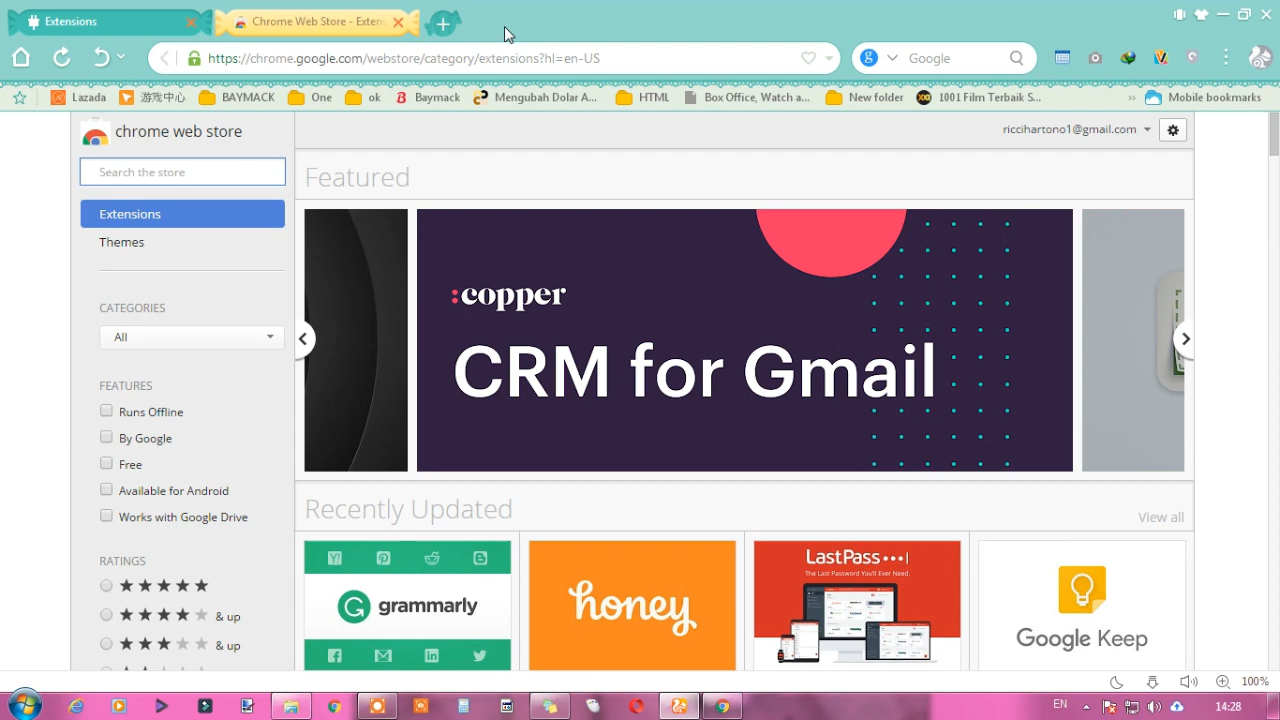 Extensions
Chrome Web Store - Exten
https://chrome.google.com/webstore/category/extensions?hl=en-US
Google
Lazada
游戏中心
BAYMACK
One
ok
Baymack
Mengubah Dolar A...
HTML
Box Office, Watch a...
New folder
1001 Film Terbaik S...
Mobile bookmarks
chrome web store
riccihartono1@gmail.com
Search the store
Extensions
Themes
CATEGORIES
All
FEATURES
Runs Offline
By Google
Free
Available for Android
Works with Google Drive
RATINGS
& up
& up
Featured
:copper
CRM for Gmail
Recently Updated
View all
grammarly
honey
LastPass•••|
The Last Password You'll Ever Need.
Google Keep
100%
EN
14:28